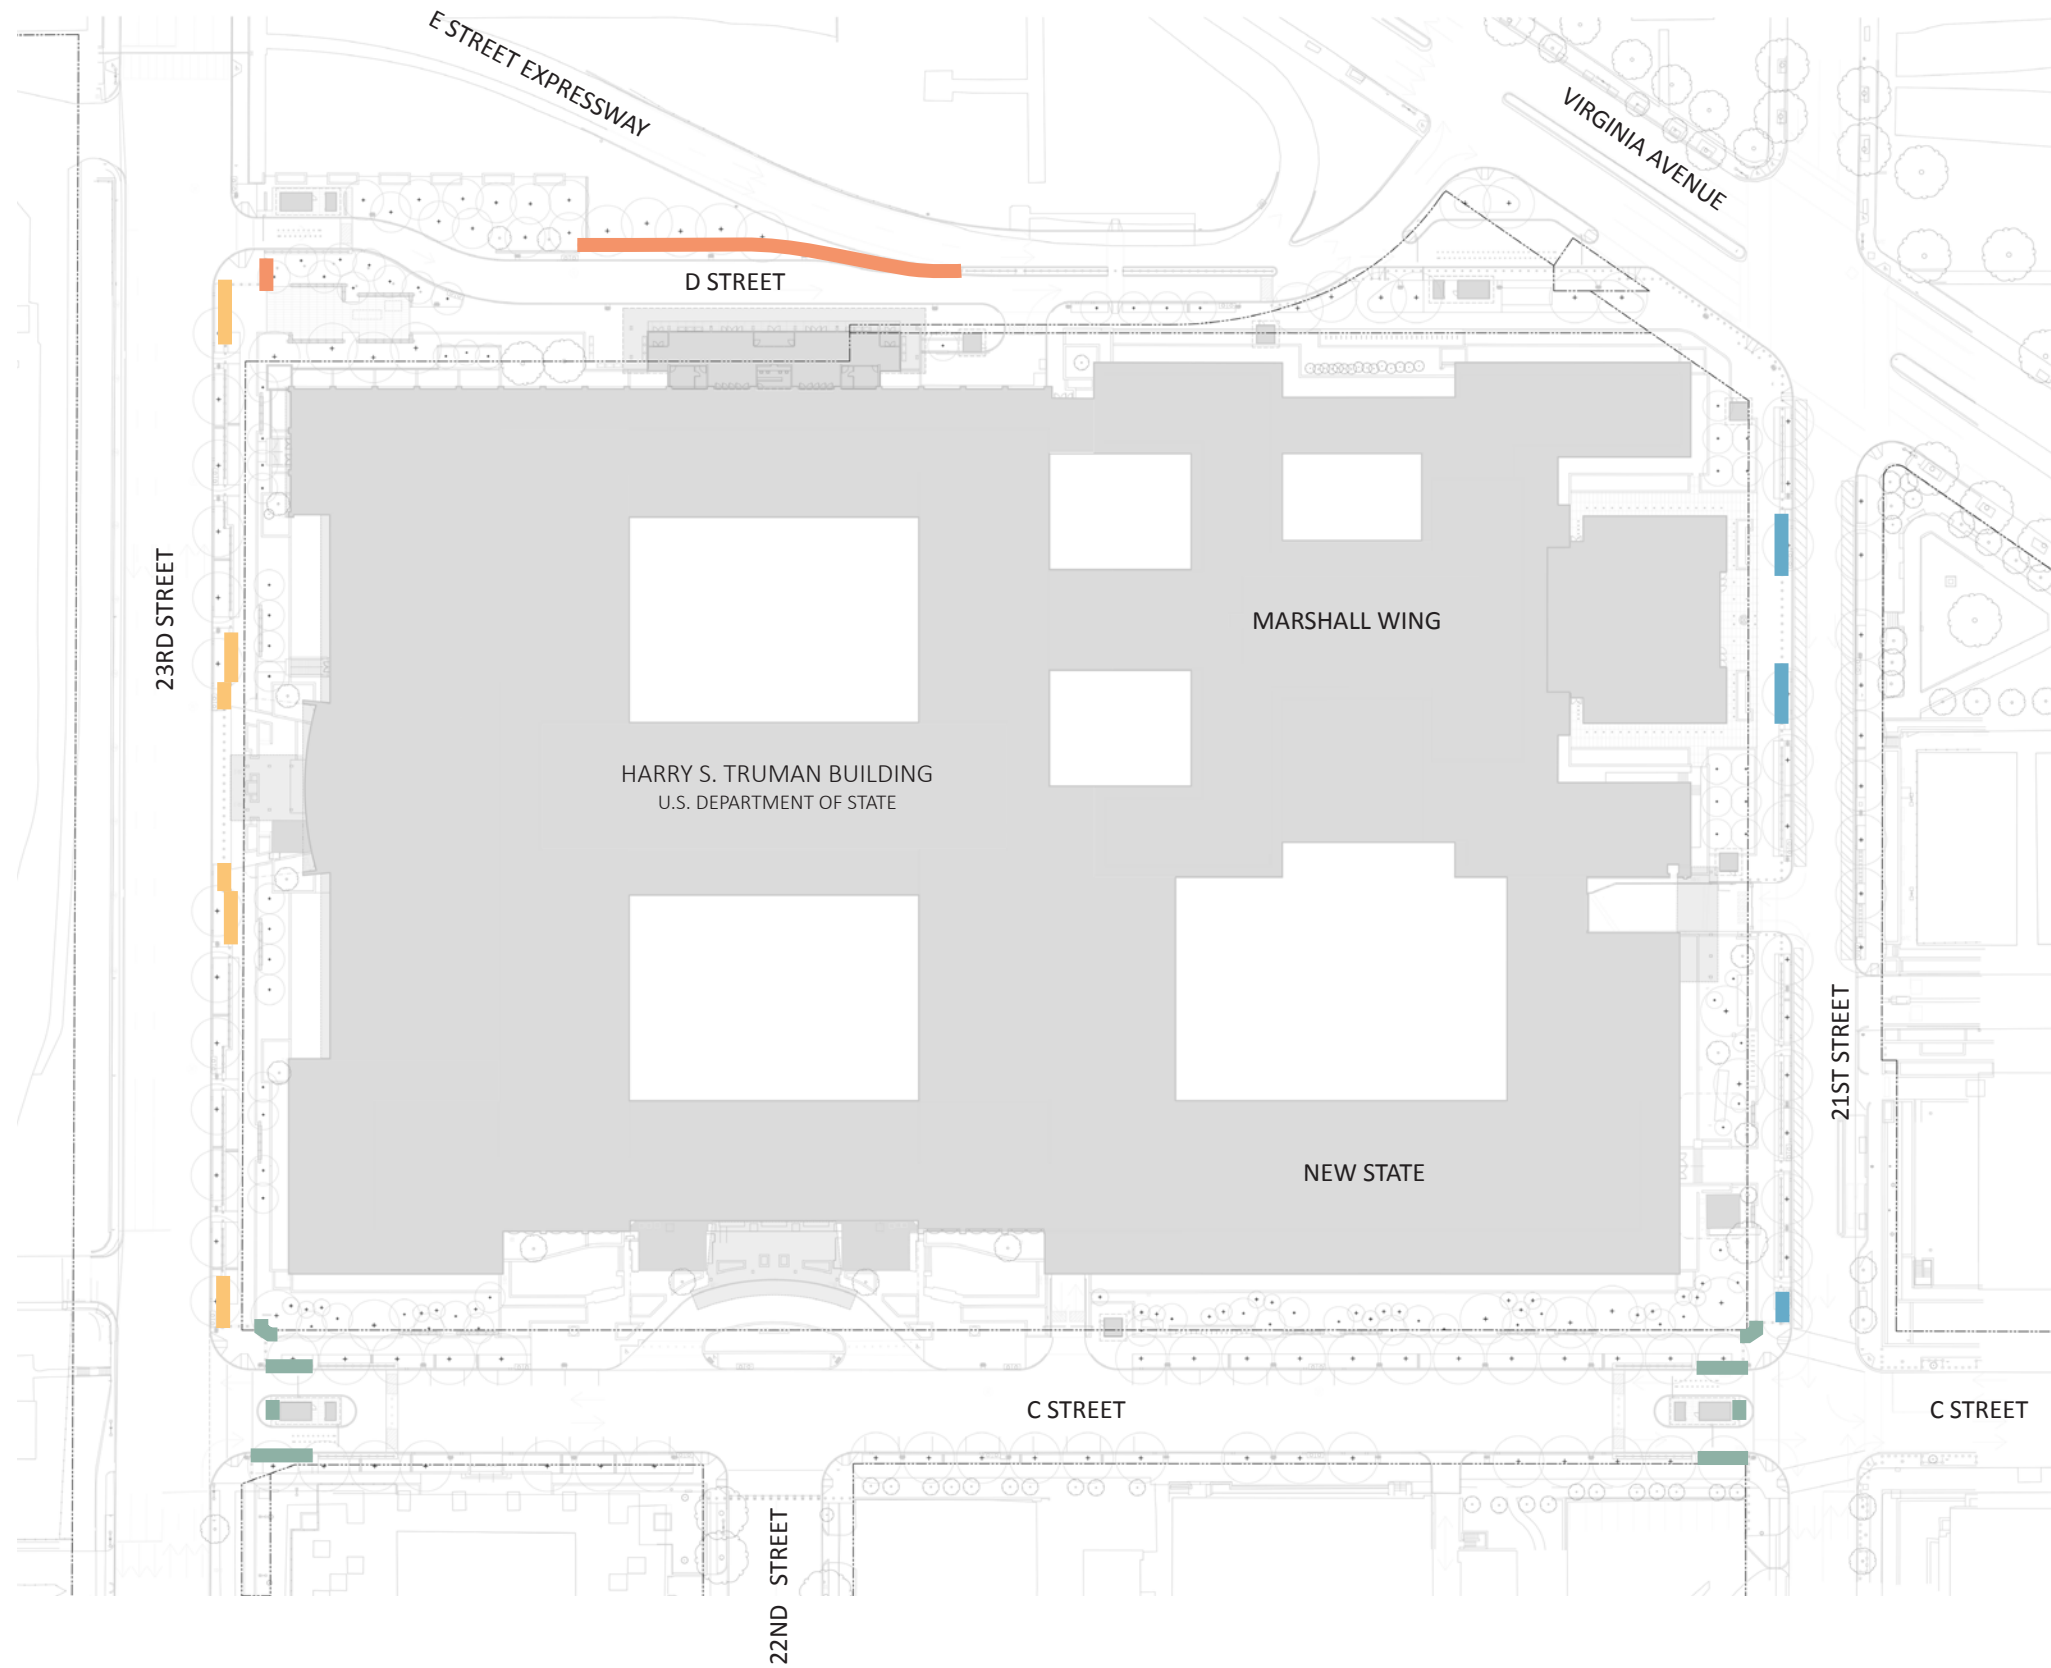 E STREET EXPRESSWAY
VIRGINIA AVENUE
D STREET
23RD STREET
MARSHALL WING
HARRY S. TRUMAN BUILDING
U.S. DEPARTMENT OF STATE
21ST STREET
NEW STATE
C STREET
C STREET
22ND STREET